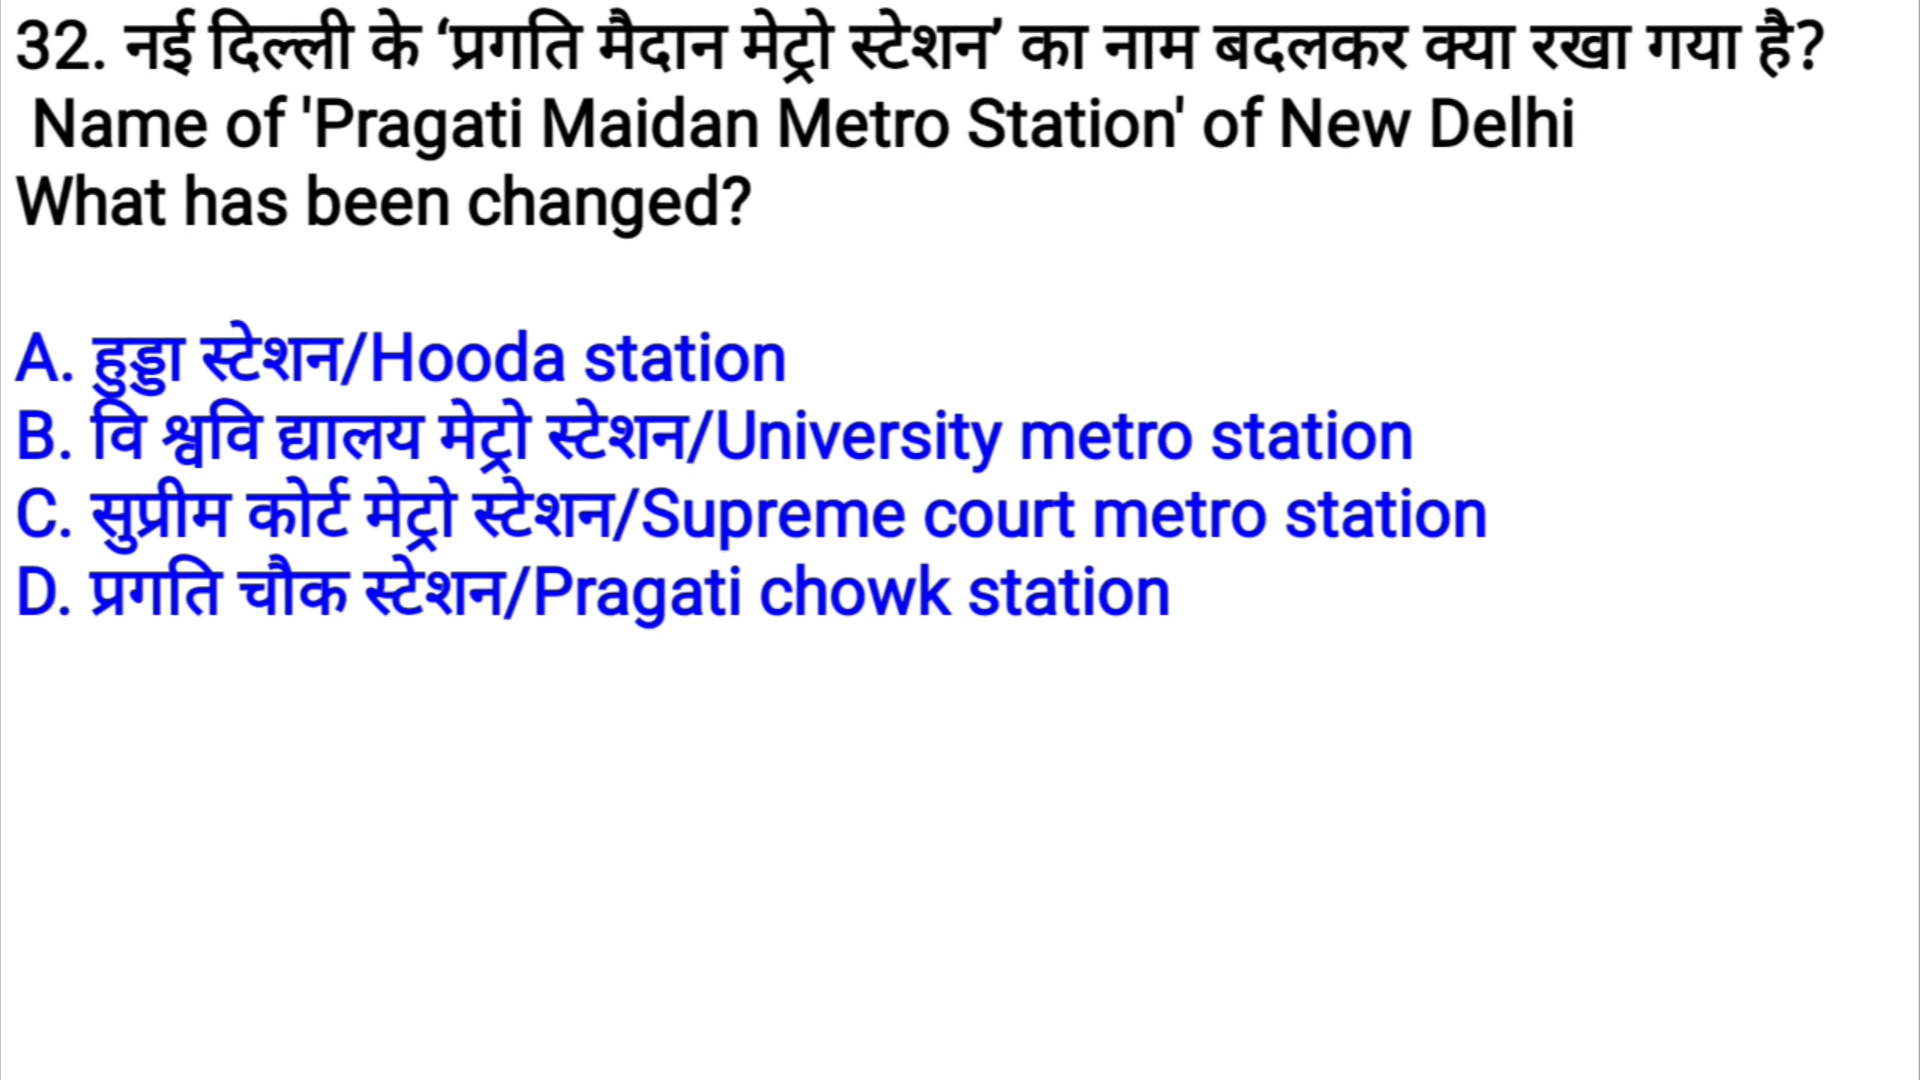 32. नई दिल्ली के ‘प्रगति मैदान मेट्रो स्टेशन’ का नाम बदलकर क्या रखा गया है?
Name of 'Pragati Maidan Metro Station' of New Delhi
What has been changed?
A. हुड्डा स्टेशन/Hooda station
B. वि श्ववि द्यालय मेट्रो स्टेशन/University metro station
C. सुप्रीम कोर्ट मेट्रो स्टेशन/Supreme court metro station
D. प्रगति चौक स्टेशन/Pragati chowk station